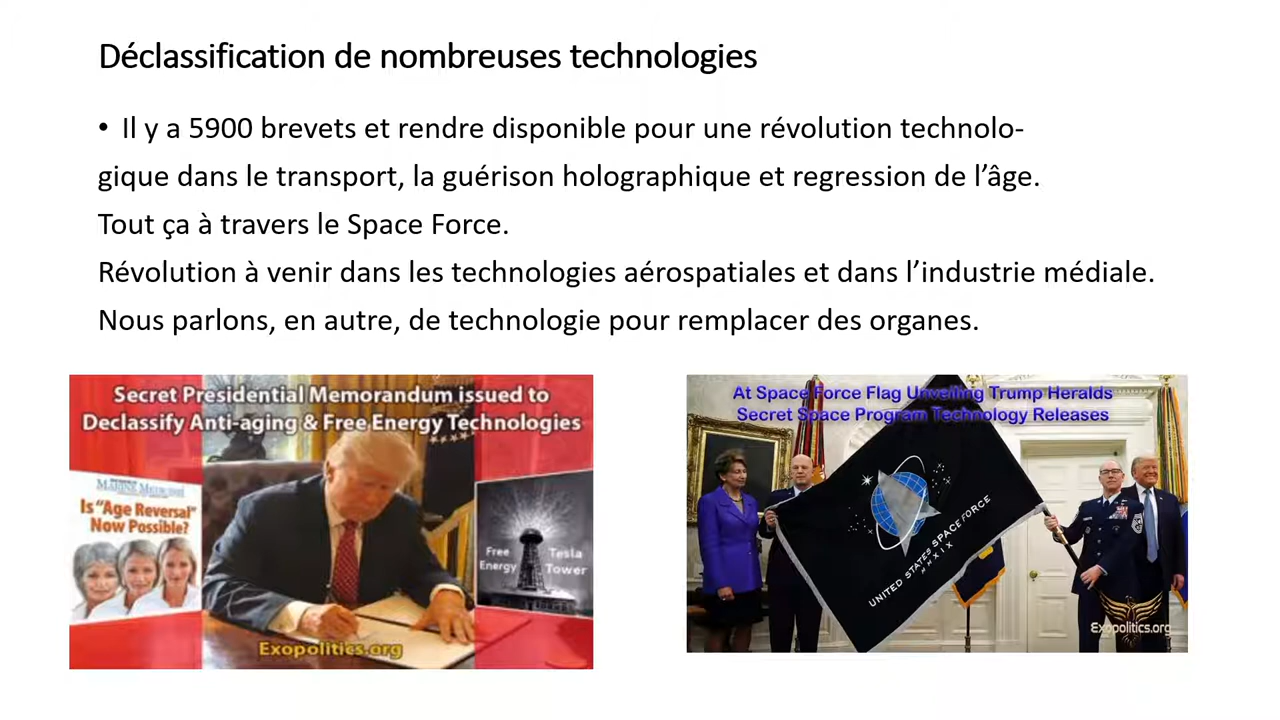 Déclassification de nombreuses technologies
• Il y a 5900 brevets et rendre disponible pour une révolution technolo-
gique dans le transport, la guérison holographique et regression de l’âge.
Tout ça à travers le Space Force.
Révolution à venir dans les technologies aérospatiales et dans l’industrie médiale.
Nous parlons, en autre, de technologie pour remplacer des organes.
Secret Presidential Memorandum issued to
Declassify Anti-aging & Free Energy Technologies
Is "Age Reversal"
Now Possible?
Free Energy
Tesla Tower
Exopolitics.org
At Space Force Flag Unveiling Trump Heralds
Secret Space Program Technology Releases
UNITED STATES SPACE FORCE
MMXIX
Exopolitics.org